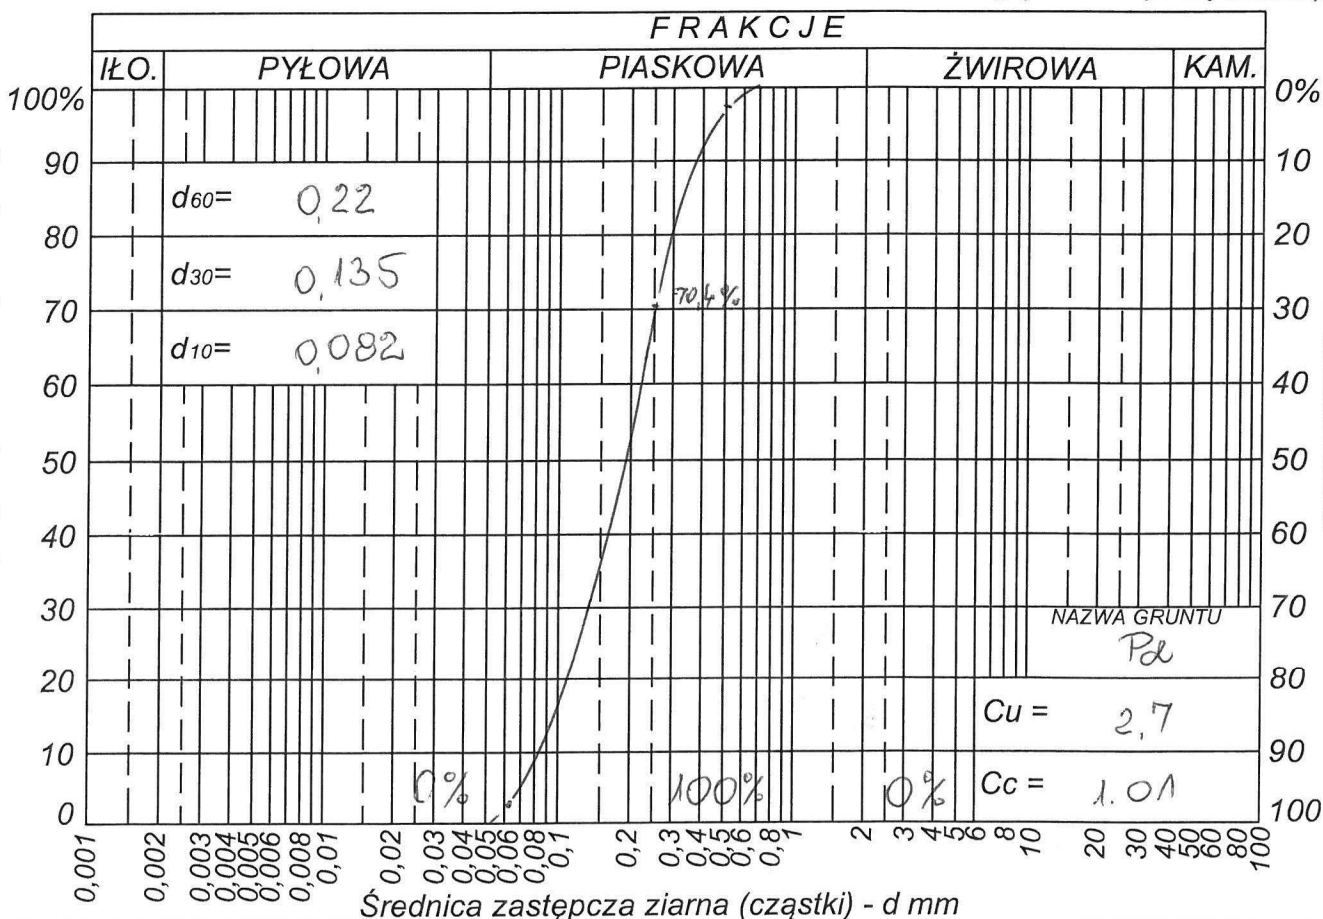 FRAKCJE
IŁO. PYŁOWA PIASKOWA ŻWIROWA KAM.
100% 0%
90 10
d60= 0,22
80 20
d30= 0,135
70 70,4% 30
d10= 0,082
60 40
50 50
40 60
30 70
NAZWA GRUNTU
Pd
20 80
Cu = 2,7
10 90
0% 100% 0% Cc = 1.01
0 100
0,001 0,002 0,003 0,004 0,005 0,006 0,008 0,01 0,02 0,03 0,04 0,05 0,06 0,08 0,1 0,2 0,3 0,4 0,5 0,6 0,8 1 2 3 4 5 6 8 10 20 30 40 50 60 80 100
Średnica zastępcza ziarna (cząstki) - d mm